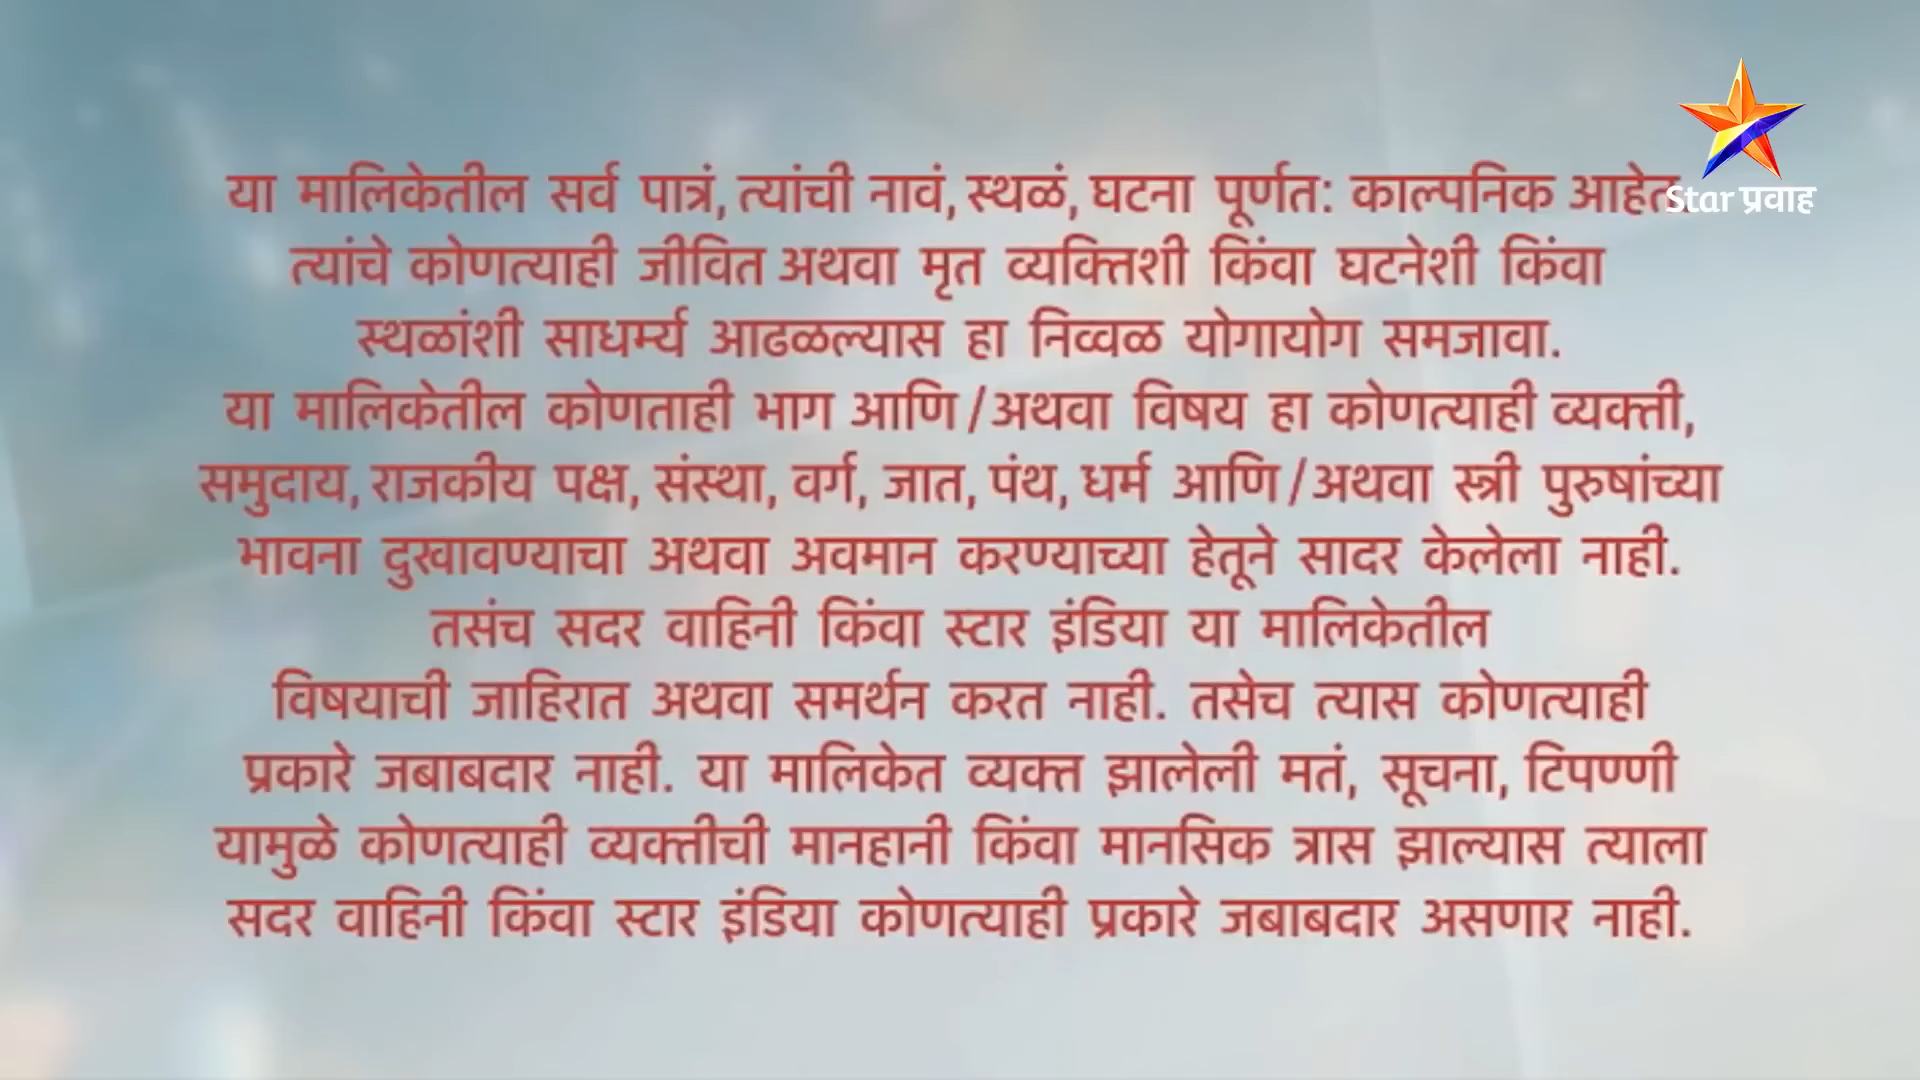 या मालिकेतील सर्व पात्रं, त्यांची नावं, स्थळं, घटना पूर्णत: काल्पनिक आहेत.
Star प्रवाह
त्यांचे कोणत्याही जीवित अथवा मृत व्यक्तिशी किंवा घटनेशी किंवा
स्थळांशी साधर्म्य आढळल्यास हा निव्वळ योगायोग समजावा.
या मालिकेतील कोणताही भाग आणि/अथवा विषय हा कोणत्याही व्यक्ती,
समुदाय, राजकीय पक्ष, संस्था, वर्ग, जात, पंथ, धर्म आणि/अथवा स्त्री पुरुषांच्या
भावना दुखावण्याचा अथवा अवमान करण्याच्या हेतूने सादर केलेला नाही.
तसंच सदर वाहिनी किंवा स्टार इंडिया या मालिकेतील
विषयाची जाहिरात अथवा समर्थन करत नाही. तसेच त्यास कोणत्याही
प्रकारे जबाबदार नाही. या मालिकेत व्यक्त झालेली मतं, सूचना, टिपण्णी
यामुळे कोणत्याही व्यक्तीची मानहानी किंवा मानसिक त्रास झाल्यास त्याला
सदर वाहिनी किंवा स्टार इंडिया कोणत्याही प्रकारे जबाबदार असणार नाही.